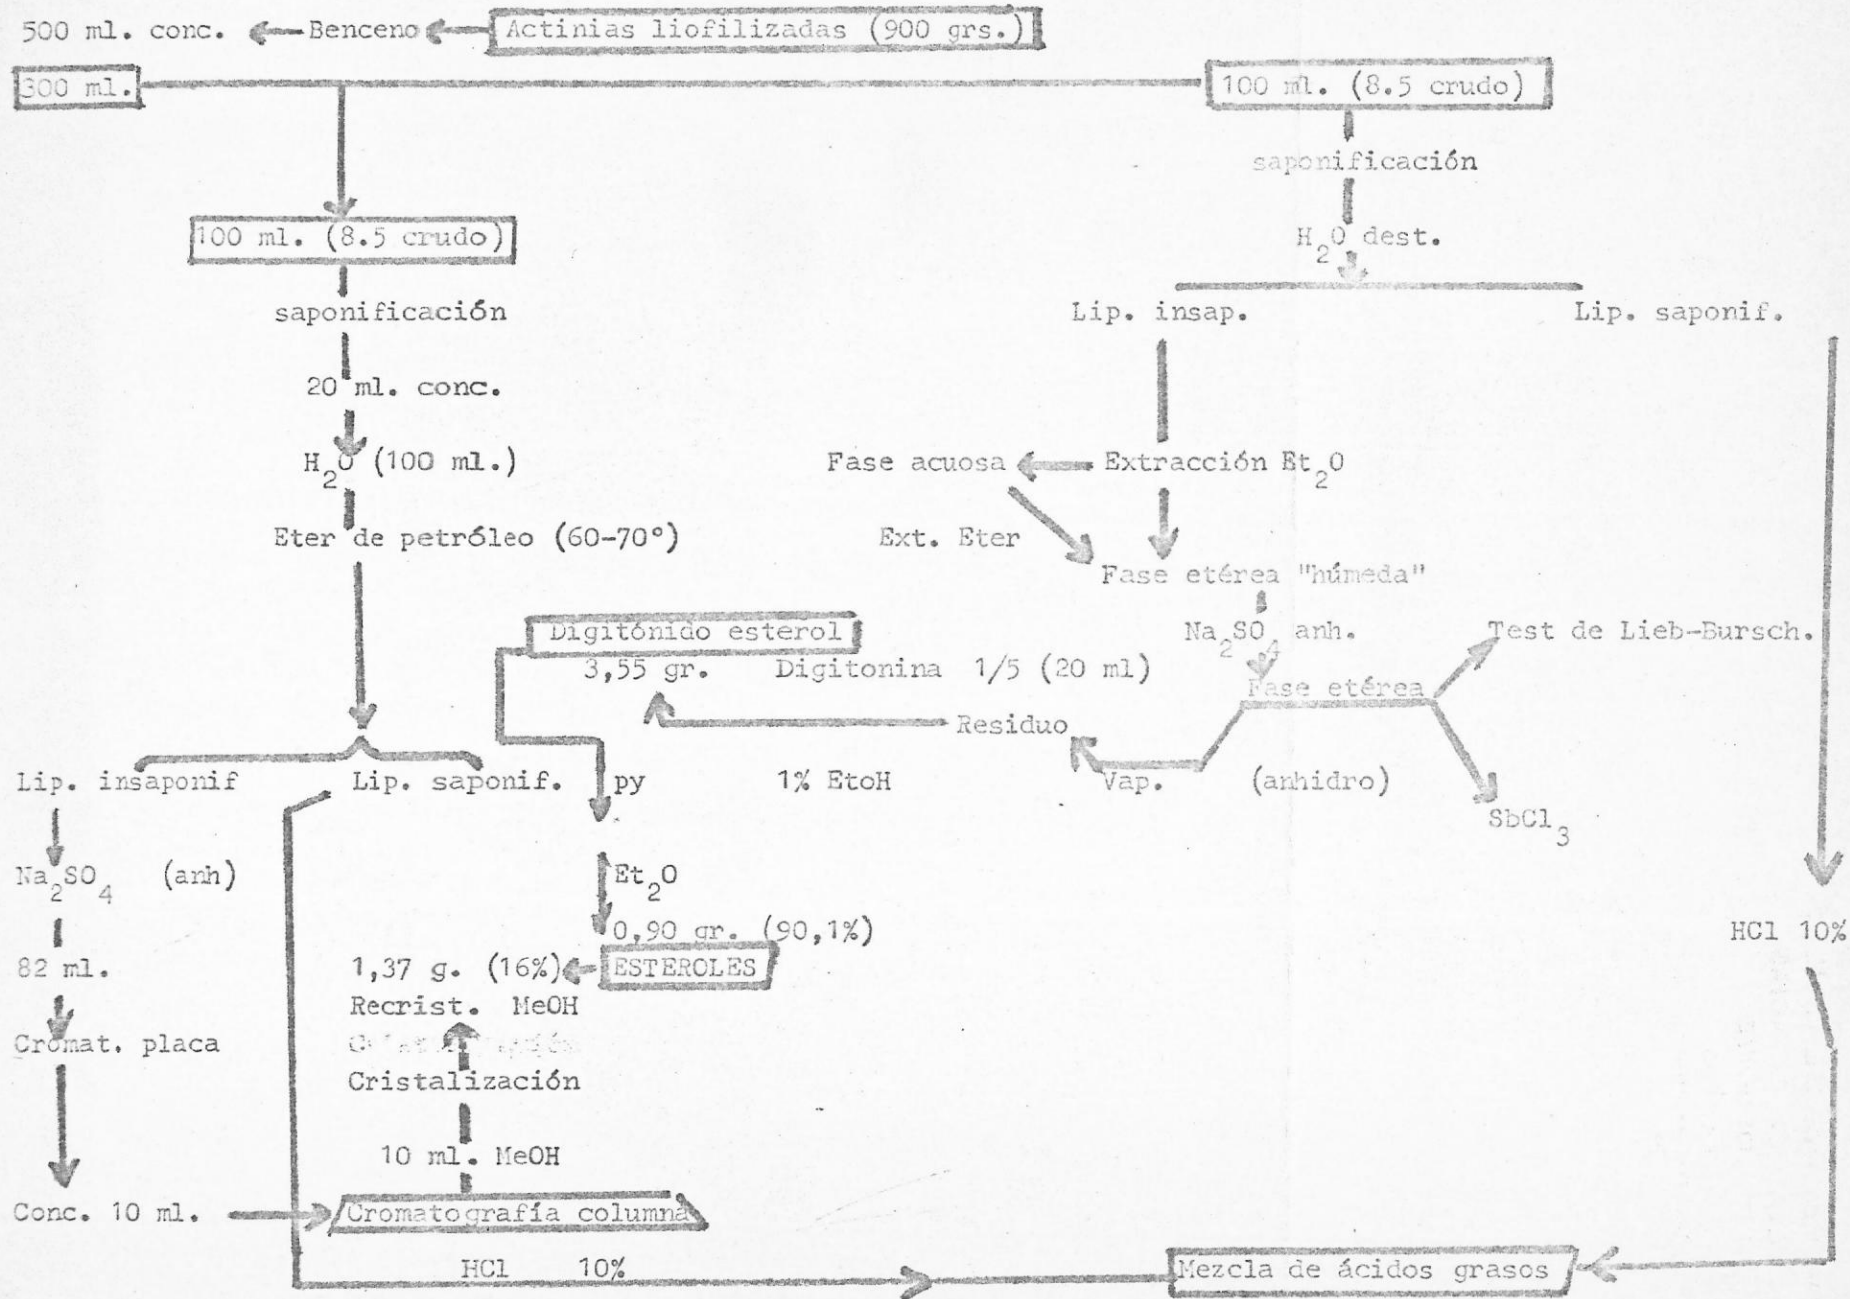 500 ml. conc. Benceno Actinias liofilizadas (900 grs.)
300 ml. 100 ml. (8.5 crudo)
saponificación
100 ml. (8.5 crudo) H2O dest.
saponificación Lip. insap. Lip. saponif.
20 ml. conc.
H2O (100 ml.) Fase acuosa Extracción Et2O
Eter de petróleo (60-70°) Ext. Eter
Fase etérea "húmeda"
Digitónido esterol Na2SO4 anh. Test de Lieb-Bursch.
3,55 gr. Digitonina 1/5 (20 ml) Fase etérea
Residuo
Lip. insaponif Lip. saponif. py 1% EtoH Vap. (anhidro)
SbCl3
Na2SO4 (anh) Et2O
0,90 gr. (90,1%) HCl 10%
82 ml. 1,37 g. (16%) ESTEROLES
Recrist. MeOH
Cromat. placa
Cristalización
10 ml. MeOH
Conc. 10 ml. Cromatografía columna
HCl 10% Mezcla de ácidos grasos